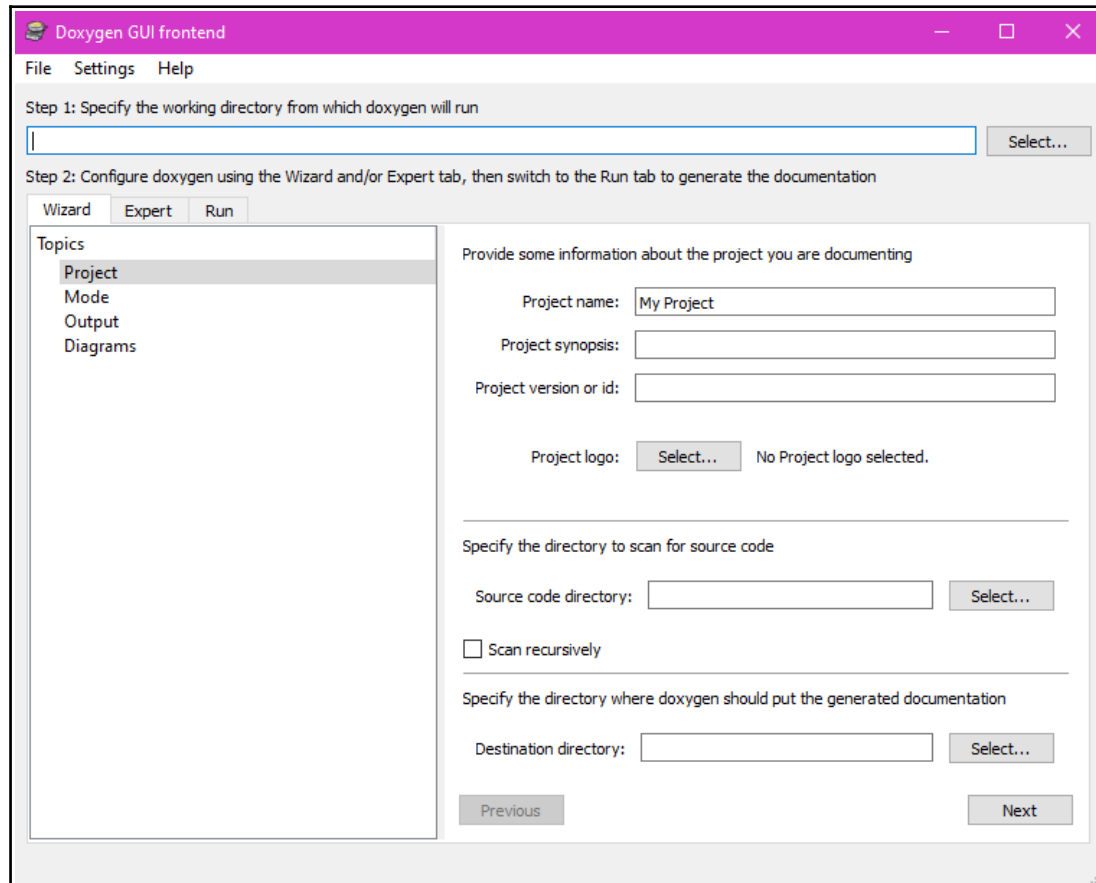 Doxygen GUI frontend
File Settings Help
Step 1: Specify the working directory from which doxygen will run
Select...
Step 2: Configure doxygen using the Wizard and/or Expert tab, then switch to the Run tab to generate the documentation
Wizard Expert Run
Topics
Project
Mode
Output
Diagrams
Provide some information about the project you are documenting
Project name: My Project
Project synopsis:
Project version or id:
Project logo: Select... No Project logo selected.
Specify the directory to scan for source code
Source code directory: Select...
Scan recursively
Specify the directory where doxygen should put the generated documentation
Destination directory: Select...
Previous Next